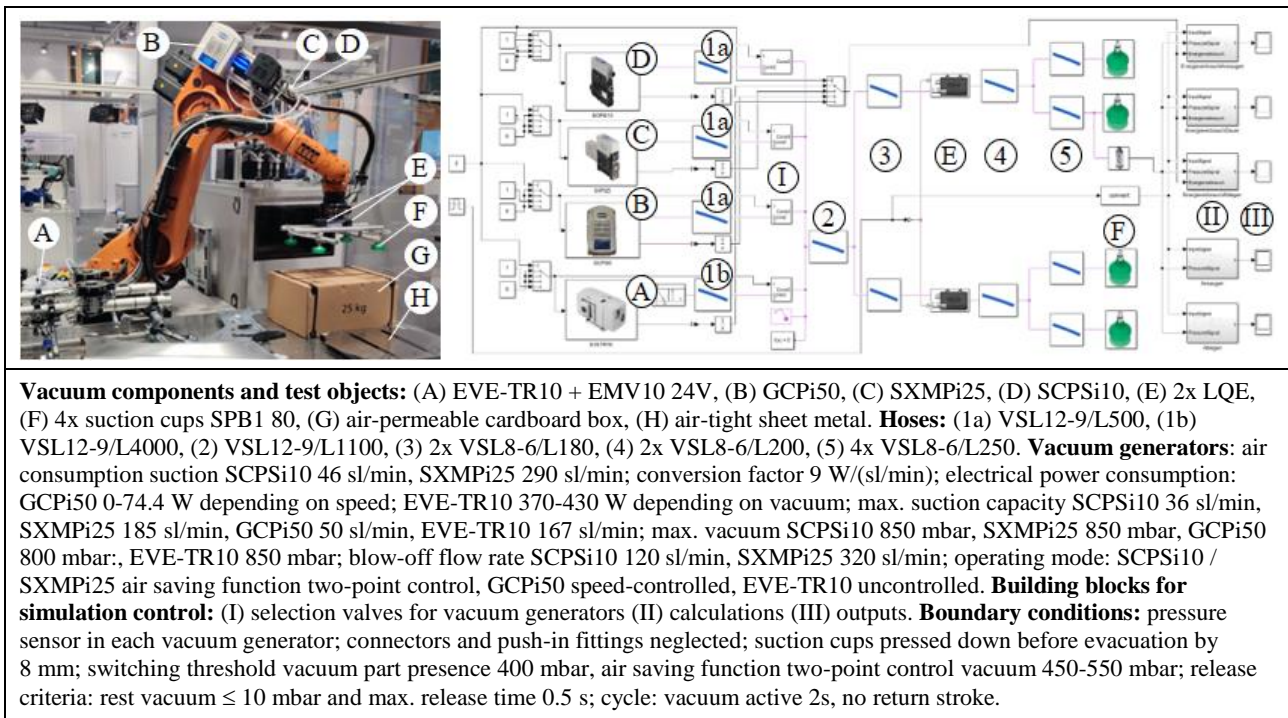 B
C
D
E
F
A
G
25 kg
H
D
1a
C
1a
B
1a
A
1b
I
2
3
E
4
5
F
II
III
Vacuum components and test objects: (A) EVE-TR10 + EMV10 24V, (B) GCPi50, (C) SXMPi25, (D) SCPSi10, (E) 2x LQE,
(F) 4x suction cups SPB1 80, (G) air-permeable cardboard box, (H) air-tight sheet metal. Hoses: (1a) VSL12-9/L500, (1b)
VSL12-9/L4000, (2) VSL12-9/L1100, (3) 2x VSL8-6/L180, (4) 2x VSL8-6/L200, (5) 4x VSL8-6/L250. Vacuum generators: air
consumption suction SCPSi10 46 sl/min, SXMPi25 290 sl/min; conversion factor 9 W/(sl/min); electrical power consumption:
GCPi50 0-74.4 W depending on speed; EVE-TR10 370-430 W depending on vacuum; max. suction capacity SCPSi10 36 sl/min,
SXMPi25 185 sl/min, GCPi50 50 sl/min, EVE-TR10 167 sl/min; max. vacuum SCPSi10 850 mbar, SXMPi25 850 mbar, GCPi50
800 mbar:, EVE-TR10 850 mbar; blow-off flow rate SCPSi10 120 sl/min, SXMPi25 320 sl/min; operating mode: SCPSi10 /
SXMPi25 air saving function two-point control, GCPi50 speed-controlled, EVE-TR10 uncontrolled. Building blocks for
simulation control: (I) selection valves for vacuum generators (II) calculations (III) outputs. Boundary conditions: pressure
sensor in each vacuum generator; connectors and push-in fittings neglected; suction cups pressed down before evacuation by
8 mm; switching threshold vacuum part presence 400 mbar, air saving function two-point control vacuum 450-550 mbar; release
criteria: rest vacuum ≤ 10 mbar and max. release time 0.5 s; cycle: vacuum active 2s, no return stroke.